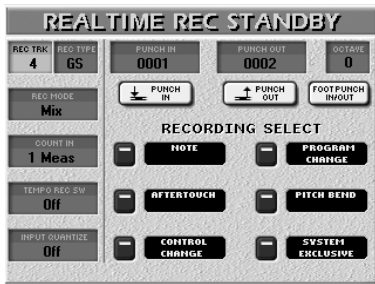 REALTIME REC STANDBY
REC TRK REC TYPE PUNCH IN PUNCH OUT OCTAVE
4 GS 0001 0002 0
PUNCH IN
PUNCH OUT
FOOT PUNCH IN/OUT
REC MODE
Mix
RECORDING SELECT
COUNT IN
1 Meas
NOTE
PROGRAM CHANGE
TEMPO REC SW
Off
AFTERTOUCH
PITCH BEND
INPUT QUANTIZE
Off
CONTROL CHANGE
SYSTEM EXCLUSIVE